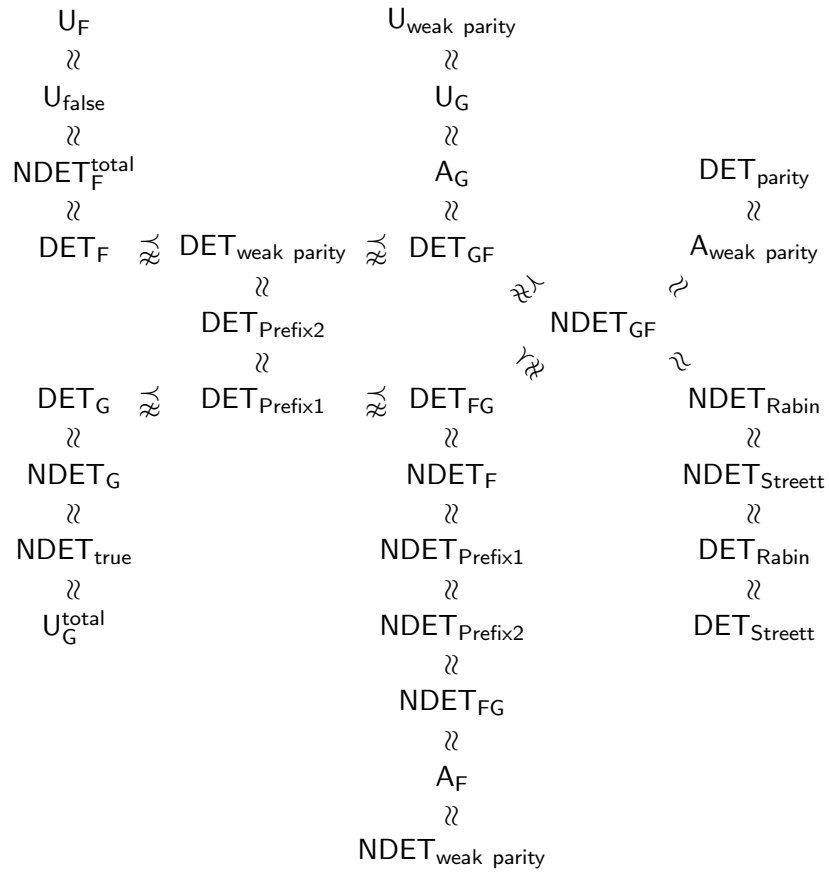 U_F U_weak parity
≈ ≈
U_false U_G
≈ ≈
NDET_F^total A_G DET_parity
≈ ≈ ≈
DET_F ⪵ DET_weak parity ⪵ DET_GF A_weak parity
≈ ⪵ ≈
DET_Prefix2 NDET_GF
≈ ⪵ ≈
DET_G ⪵ DET_Prefix1 ⪵ DET_FG NDET_Rabin
≈ ≈ ≈
NDET_G NDET_F NDET_Streett
≈ ≈ ≈
NDET_true NDET_Prefix1 DET_Rabin
≈ ≈ ≈
U_G^total NDET_Prefix2 DET_Streett
≈
NDET_FG
≈
A_F
≈
NDET_weak parity